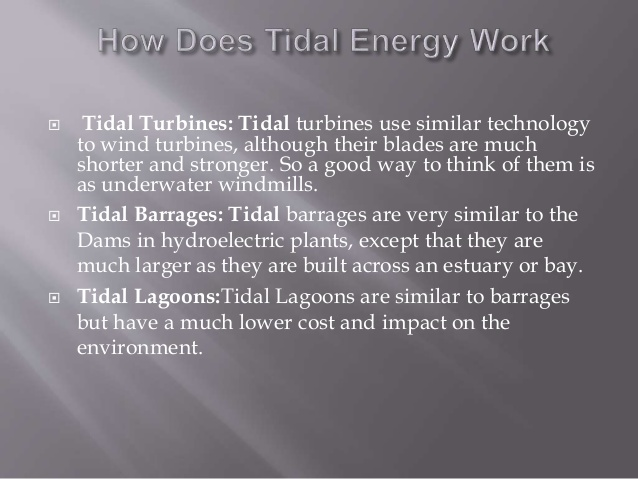 How Does Tidal Energy Work
Tidal Turbines: Tidal turbines use similar technology
to wind turbines, although their blades are much
shorter and stronger. So a good way to think of them is
as underwater windmills.
Tidal Barrages: Tidal barrages are very similar to the
Dams in hydroelectric plants, except that they are
much larger as they are built across an estuary or bay.
Tidal Lagoons:Tidal Lagoons are similar to barrages
but have a much lower cost and impact on the
environment.